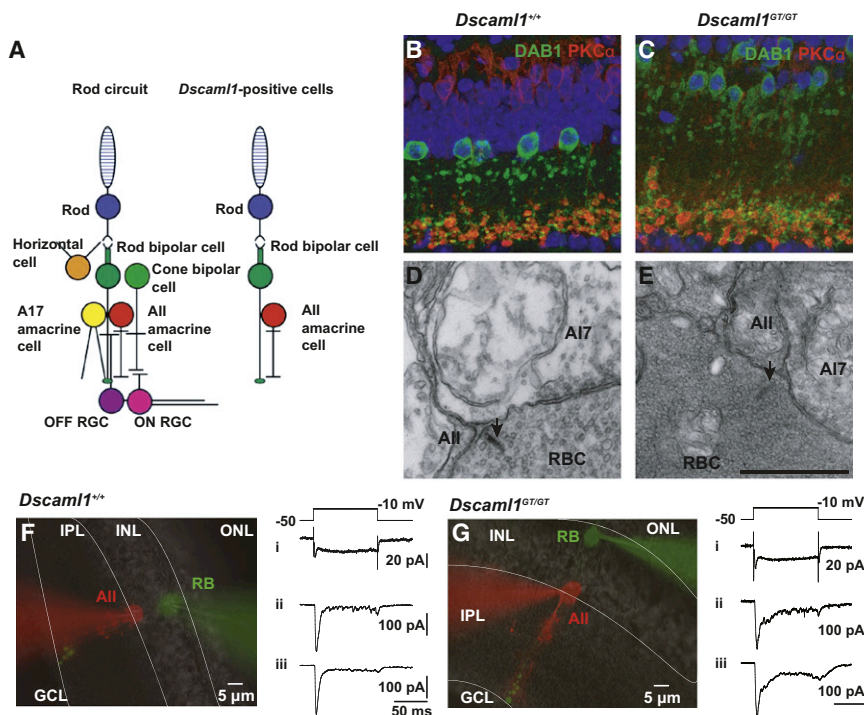 Dscaml1+/+
Dscaml1GT/GT
A
Rod circuit
Dscaml1-positive cells
Rod
Rod
Horizontal
cell
Rod bipolar cell
Cone bipolar
cell
Rod bipolar cell
A17
amacrine
cell
AII
amacrine
cell
AII
amacrine
cell
OFF RGC
ON RGC
B
DAB1 PKCα
C
DAB1 PKCα
D
AI7
AII
RBC
E
AII
AI7
RBC
Dscaml1+/+
F
IPL
INL
ONL
RB
AII
GCL
5 µm
-10 mV
-50
i
20 pA
ii
100 pA
iii
100 pA
50 ms
Dscaml1GT/GT
G
INL
ONL
RB
IPL
AII
GCL
5 µm
-10 mV
-50
i
20 pA
ii
100 pA
iii
100 pA